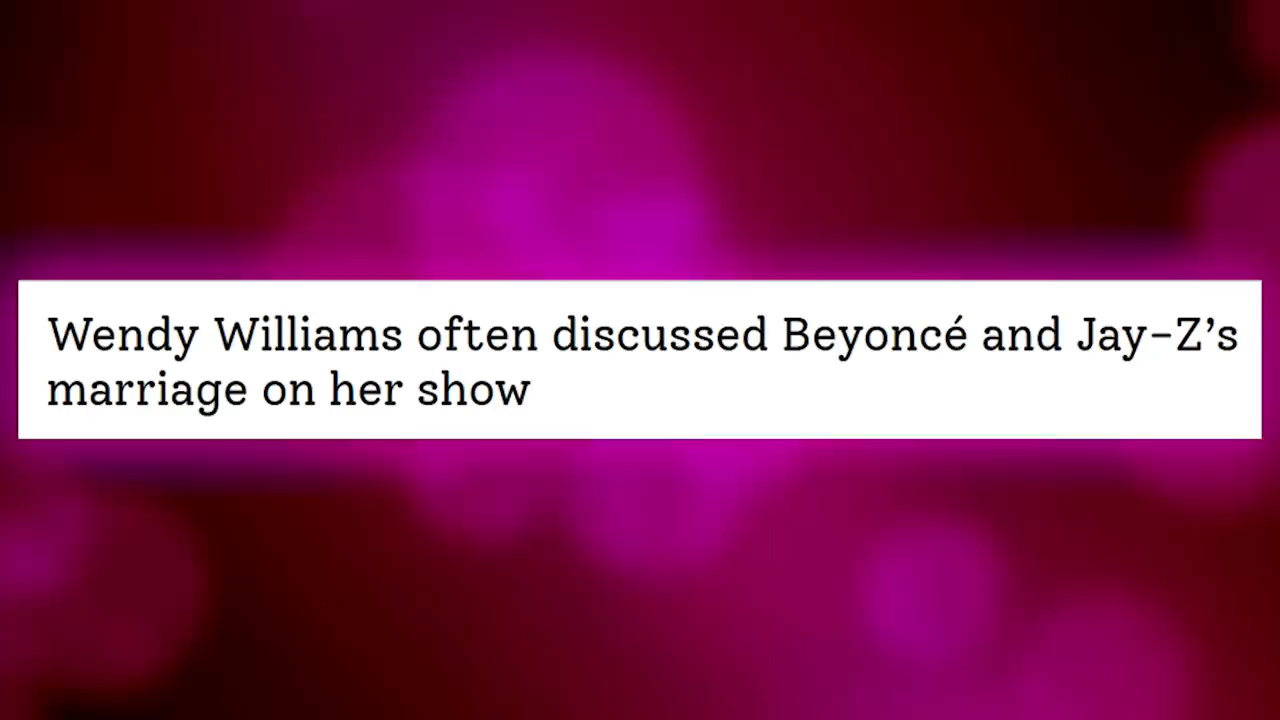 Wendy Williams often discussed Beyoncé and Jay-Z’s
marriage on her show